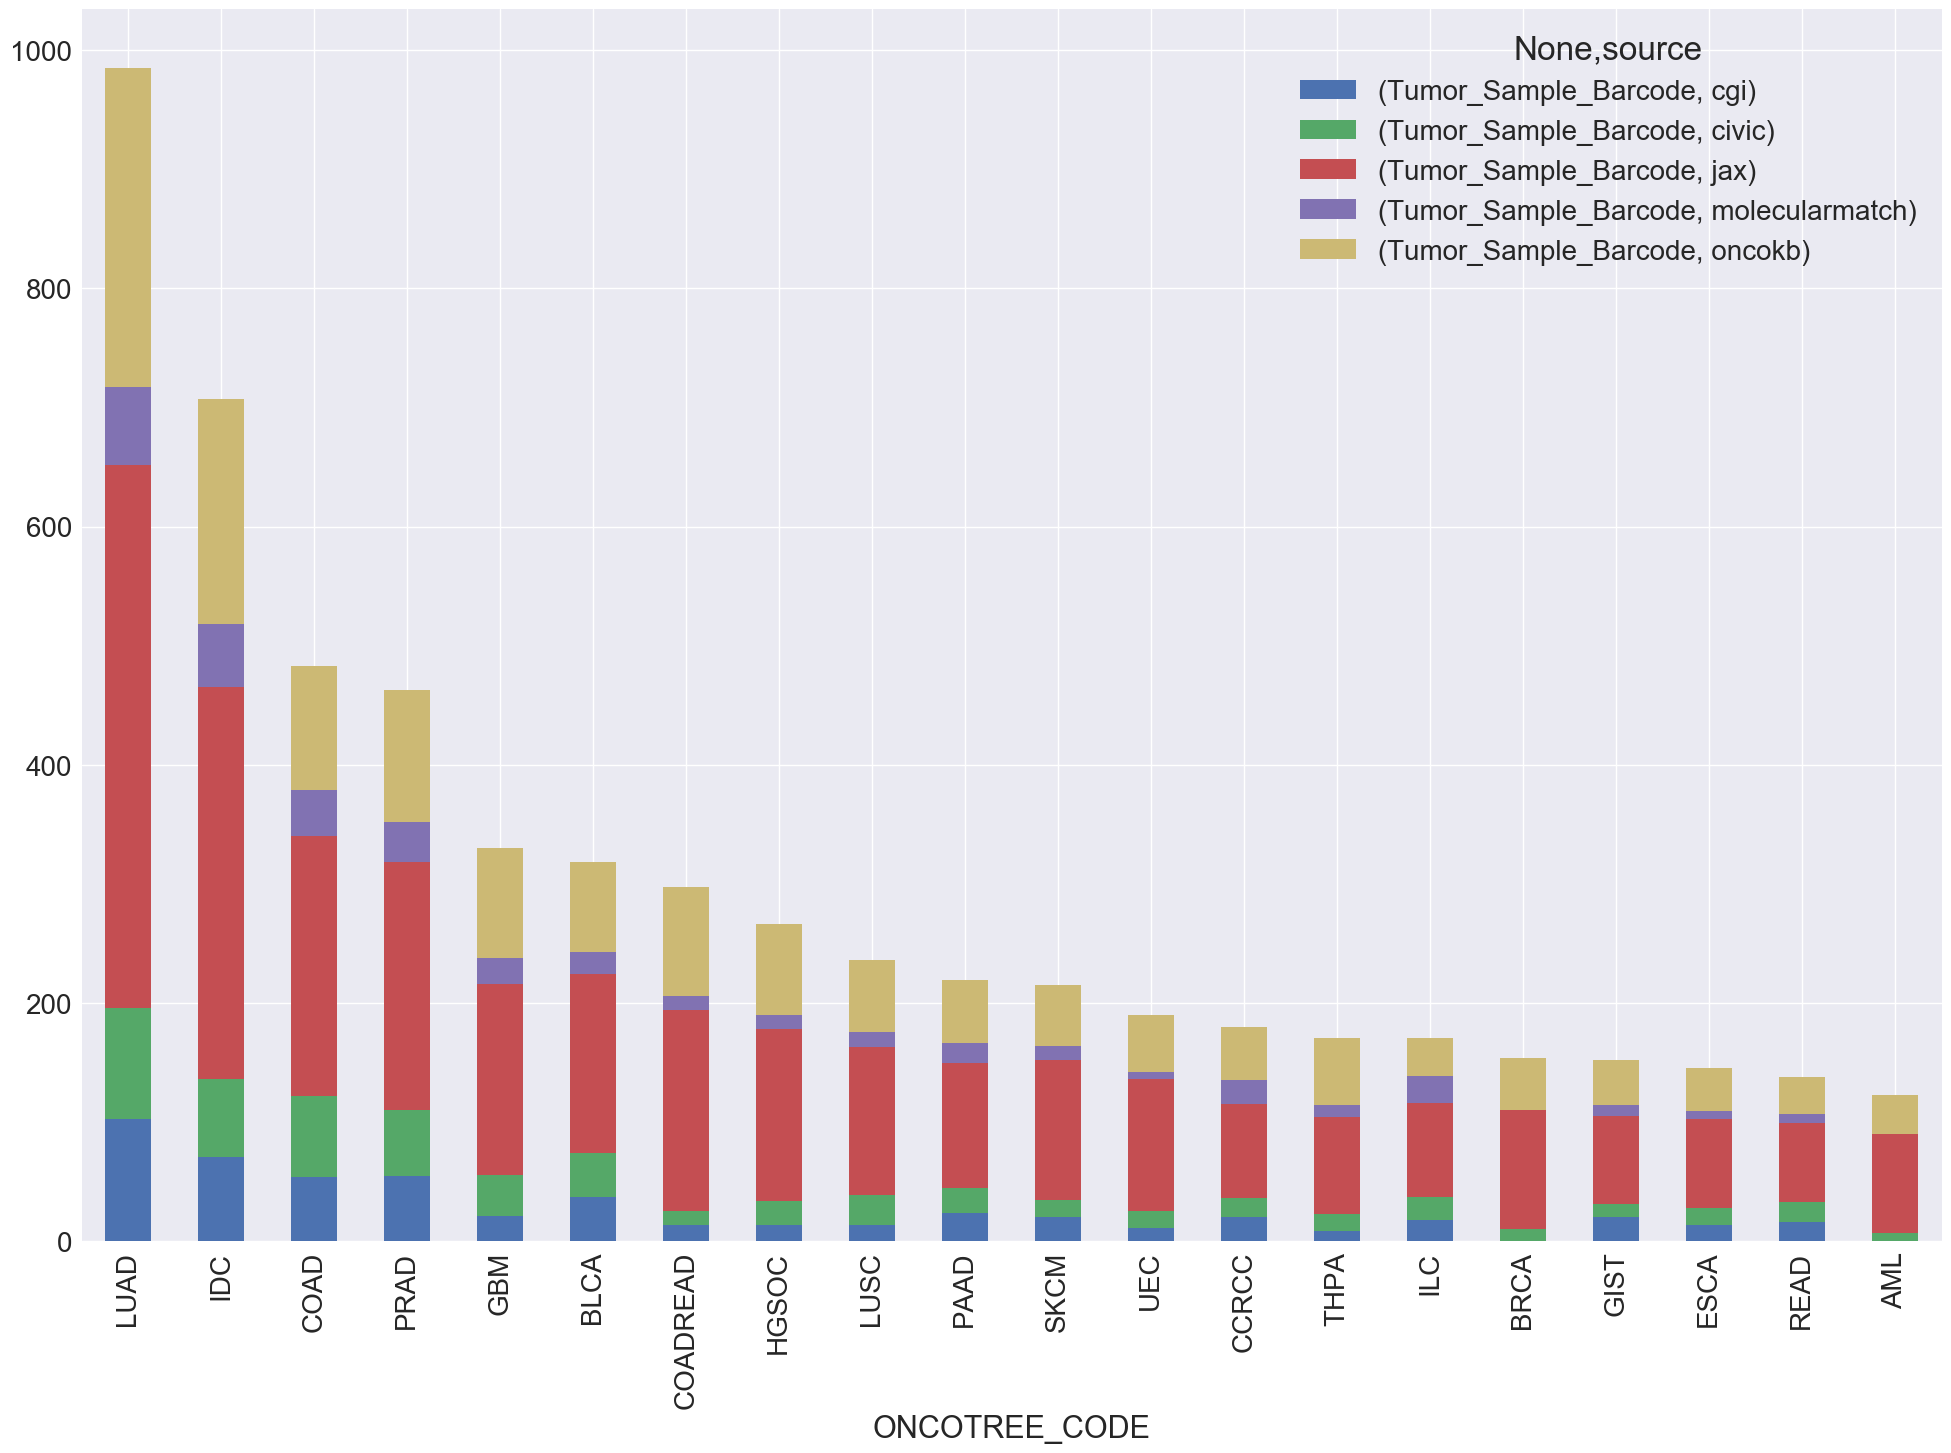 1000
800
600
400
200
0
None,source
(Tumor_Sample_Barcode, cgi)
(Tumor_Sample_Barcode, civic)
(Tumor_Sample_Barcode, jax)
(Tumor_Sample_Barcode, molecularmatch)
(Tumor_Sample_Barcode, oncokb)
LUAD
IDC
COAD
PRAD
GBM
BLCA
COADREAD
HGSOC
LUSC
PAAD
SKCM
UEC
CCRCC
THPA
ILC
BRCA
GIST
ESCA
READ
AML
ONCOTREE_CODE